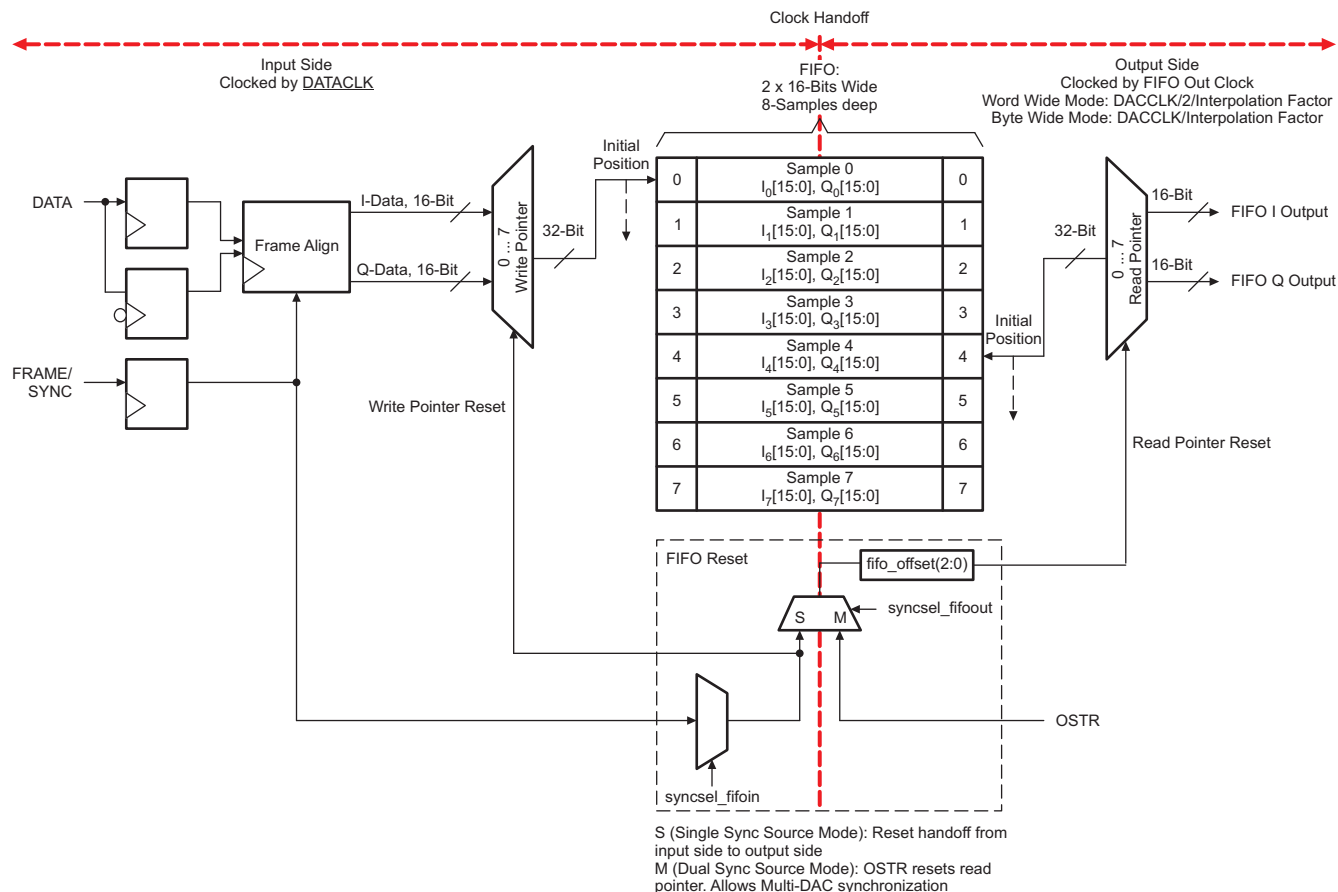 Clock Handoff
Input Side
Clocked by DATACLK
FIFO:
2 x 16-Bits Wide
8-Samples deep
Output Side
Clocked by FIFO Out Clock
Word Wide Mode: DACCLK/2/Interpolation Factor
Byte Wide Mode: DACCLK/Interpolation Factor
DATA
FRAME/
SYNC
Frame Align
I-Data, 16-Bit
Q-Data, 16-Bit
0 ... 7
Write Pointer
32-Bit
Initial
Position
0
Sample 0
I0[15:0], Q0[15:0]
0
1
Sample 1
I1[15:0], Q1[15:0]
1
2
Sample 2
I2[15:0], Q2[15:0]
2
3
Sample 3
I3[15:0], Q3[15:0]
3
4
Sample 4
I4[15:0], Q4[15:0]
4
5
Sample 5
I5[15:0], Q5[15:0]
5
6
Sample 6
I6[15:0], Q6[15:0]
6
7
Sample 7
I7[15:0], Q7[15:0]
7
Initial
Position
32-Bit
0 ... 7
Read Pointer
16-Bit
FIFO I Output
16-Bit
FIFO Q Output
Write Pointer Reset
Read Pointer Reset
FIFO Reset
fifo_offset(2:0)
S M
syncsel_fifoout
OSTR
syncsel_fifoin
S (Single Sync Source Mode): Reset handoff from
input side to output side
M (Dual Sync Source Mode): OSTR resets read
pointer. Allows Multi-DAC synchronization